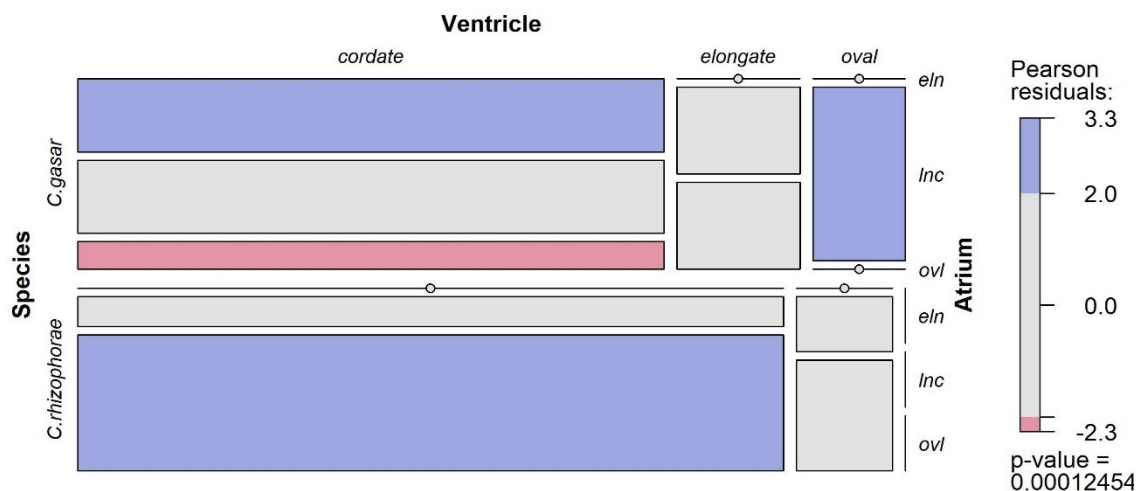 Ventricle
cordate elongate oval
Species
C.gasar
C.rhizophorae
eln
lnc
ovl
eln
lnc
ovl
Atrium
Pearson
residuals:
3.3
2.0
0.0
-2.3
p-value =
0.00012454